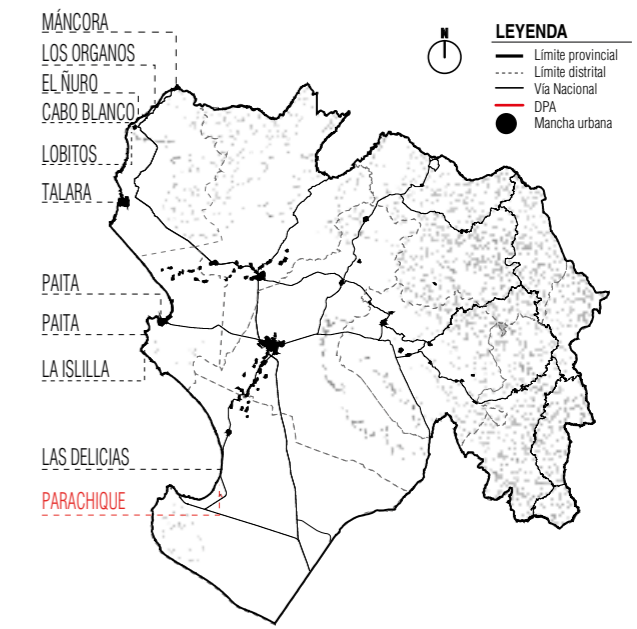 MÁNCORA
LOS ORGANOS
EL ÑURO
CABO BLANCO
LOBITOS
TALARA
PAITA
PAITA
LA ISLILLA
LAS DELICIAS
PARACHIQUE
N
LEYENDA
Límite provincial
Límite distrital
Vía Nacional
DPA
Mancha urbana